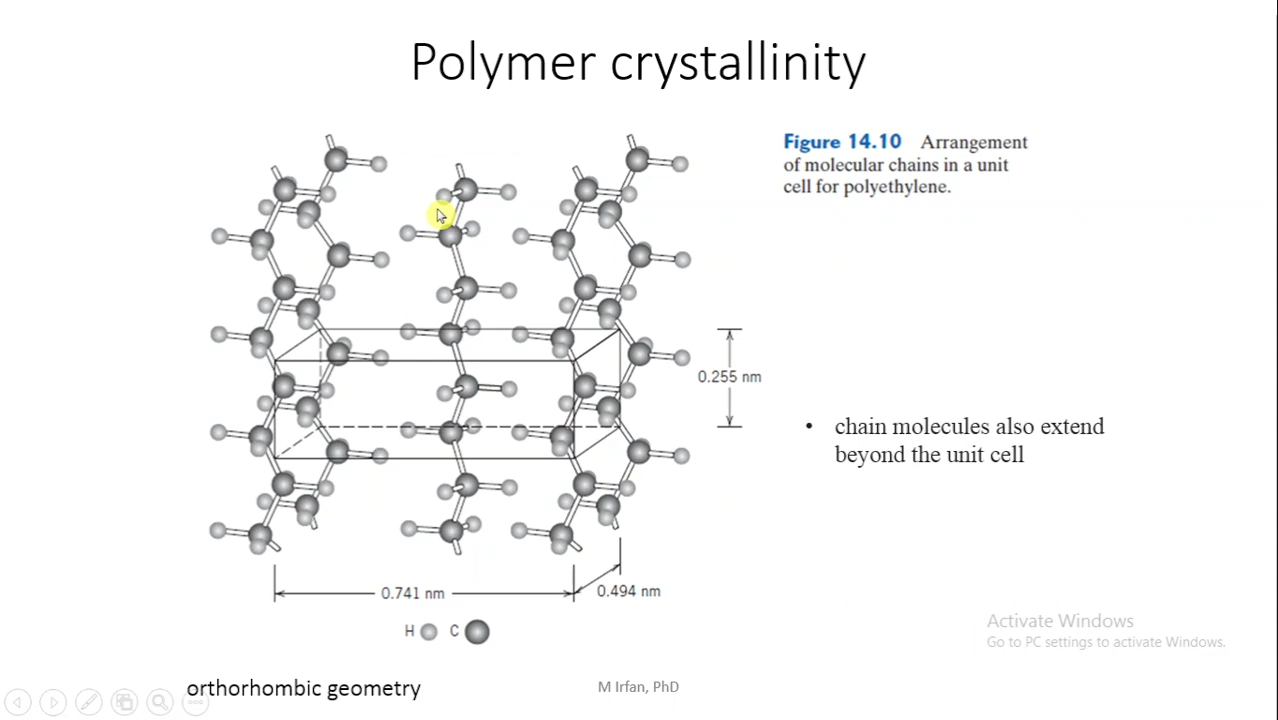 Polymer crystallinity
Figure 14.10 Arrangement
of molecular chains in a unit
cell for polyethylene.
0.255 nm
• chain molecules also extend
beyond the unit cell
0.741 nm
0.494 nm
H C
Activate Windows
Go to PC settings to activate Windows.
orthorhombic geometry
M Irfan, PhD